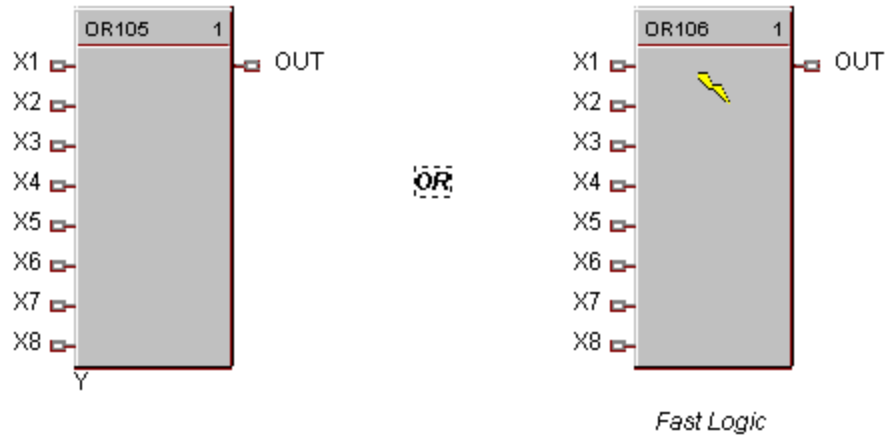 OR105 1
X1 OUT
X2
X3
X4
X5
X6
X7
X8
Y
OR
OR106 1
X1 OUT
X2
X3
X4
X5
X6
X7
X8
Fast Logic